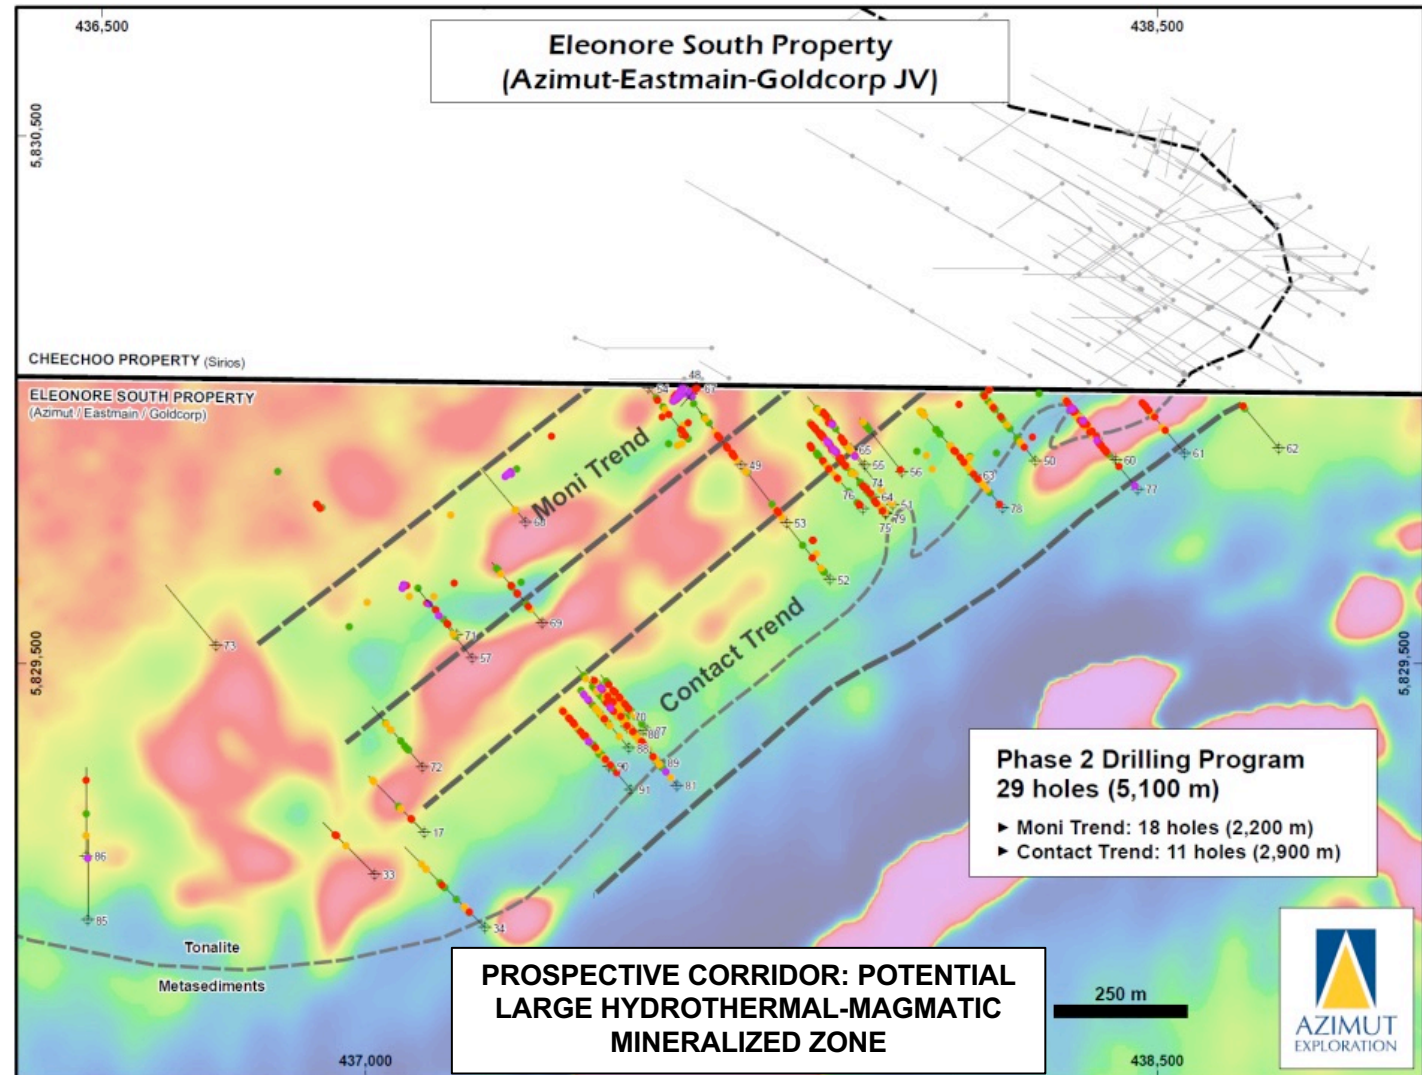 436,500
438,500
Eleonore South Property
(Azimut-Eastmain-Goldcorp JV)
5,830,500
CHEECHOO PROPERTY (Sirios)
ELEONORE SOUTH PROPERTY
(Azimut / Eastmain / Goldcorp)
48
54
67
Moni Trend
49
65
55
56
50
60
61
62
63
77
74
76
64
51
79
75
78
53
68
52
69
71
57
73
5,829,500
5,829,500
Contact Trend
70
87
88
89
90
91
81
72
17
33
34
86
85
Phase 2 Drilling Program
29 holes (5,100 m)
► Moni Trend: 18 holes (2,200 m)
► Contact Trend: 11 holes (2,900 m)
Tonalite
Metasediments
PROSPECTIVE CORRIDOR: POTENTIAL
LARGE HYDROTHERMAL-MAGMATIC
MINERALIZED ZONE
250 m
AZIMUT
EXPLORATION
437,000
438,500